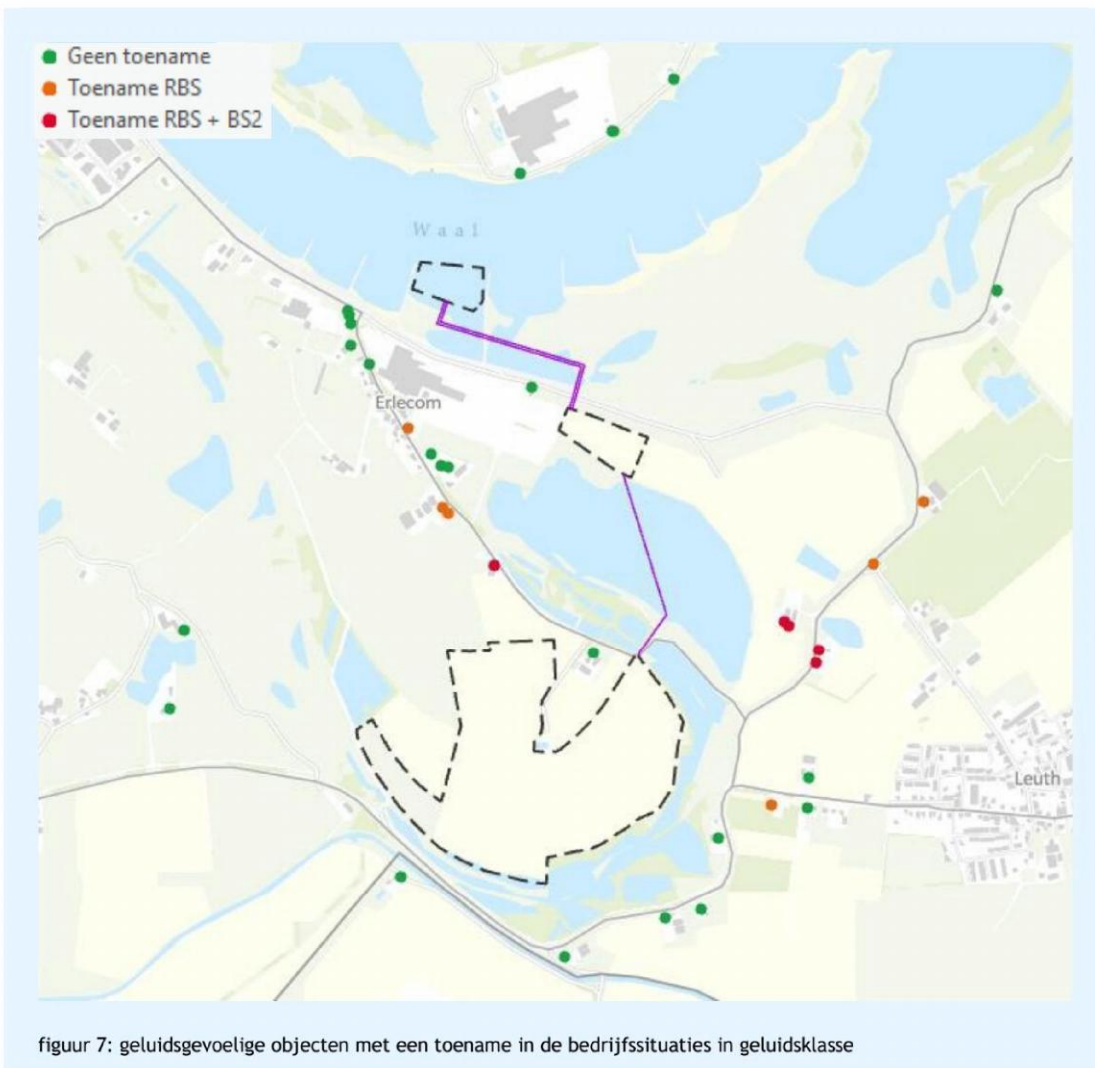 Geen toename
Toename RBS
Toename RBS + BS2
Waal
Erlecom
Leuth
figuur 7: geluidsgevoelige objecten met een toename in de bedrijfssituaties in geluidsklasse